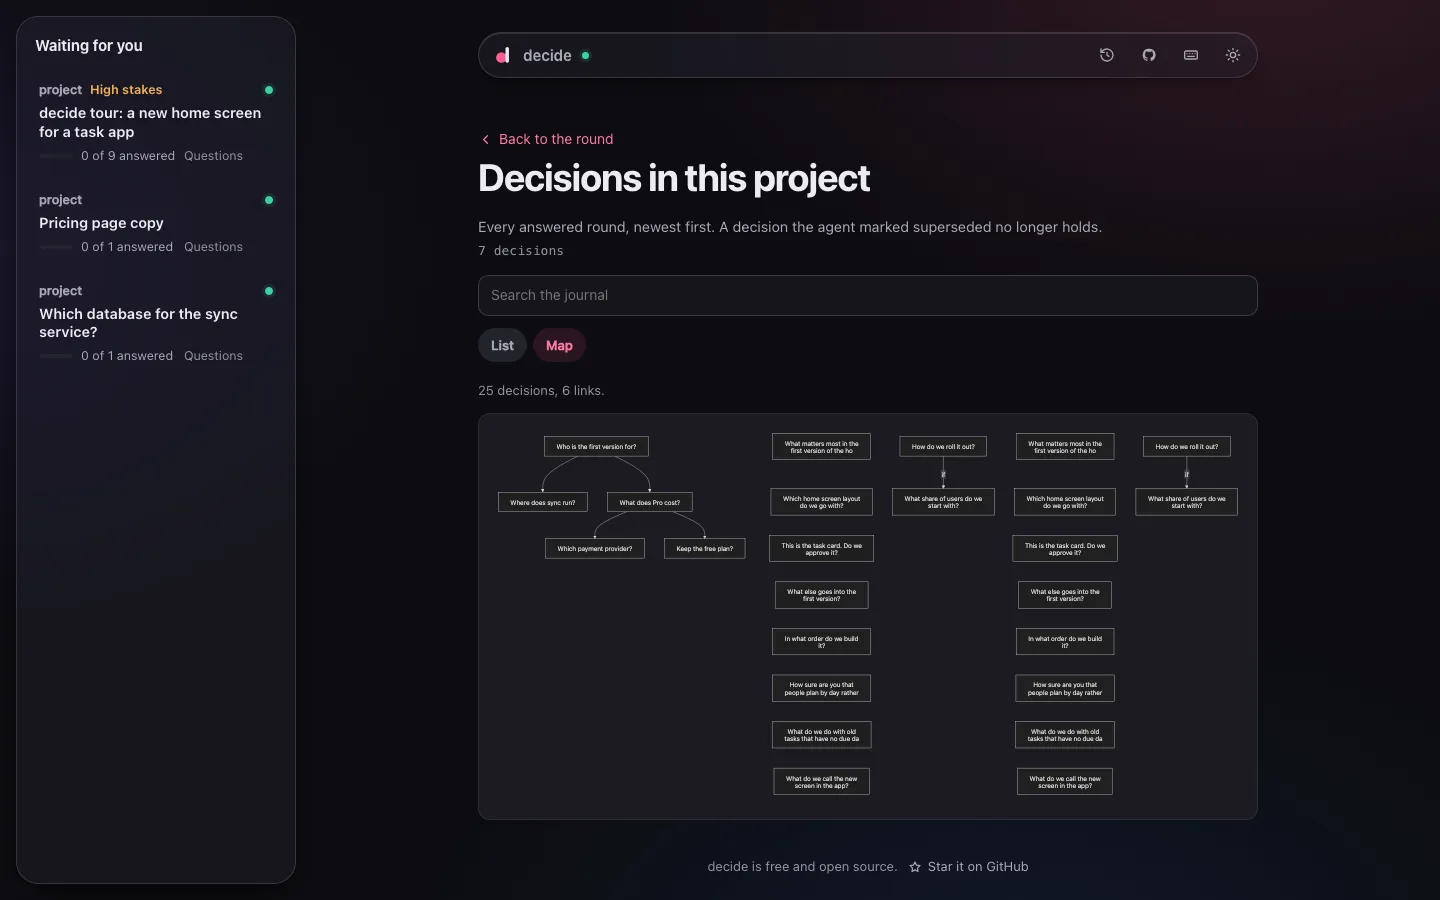 Waiting for you
project High stakes
decide tour: a new home screen
for a task app
0 of 9 answered Questions
project
Pricing page copy
0 of 1 answered Questions
project
Which database for the sync
service?
0 of 1 answered Questions
decide
Back to the round
Decisions in this project
Every answered round, newest first. A decision the agent marked superseded no longer holds.
7 decisions
Search the journal
List
Map
25 decisions, 6 links.
Who is the first version for?
Where does sync run?
What does Pro cost?
Which payment provider?
Keep the free plan?
What matters most in the
first version of the ho
Which home screen layout
do we go with?
This is the task card. Do we
approve it?
What else goes into the
first version?
In what order do we build
it?
How sure are you that
people plan by day rather
What do we do with old
tasks that have no due da
What do we call the new
screen in the app?
How do we roll it out?
if
What share of users do we
start with?
What matters most in the
first version of the ho
Which home screen layout
do we go with?
This is the task card. Do we
approve it?
What else goes into the
first version?
In what order do we build
it?
How sure are you that
people plan by day rather
What do we do with old
tasks that have no due da
What do we call the new
screen in the app?
How do we roll it out?
if
What share of users do we
start with?
decide is free and open source. Star it on GitHub